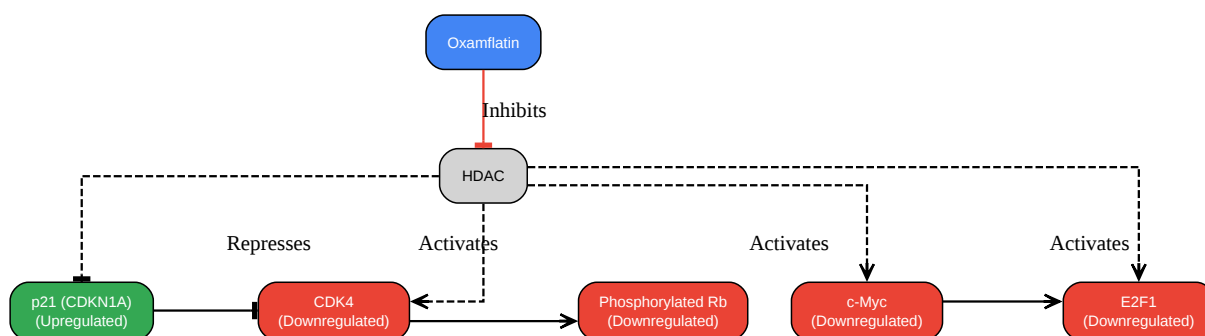 Oxamflatin
Inhibits
HDAC
Represses
Activates
Activates
Activates
p21 (CDKN1A)
(Upregulated)
CDK4
(Downregulated)
Phosphorylated Rb
(Downregulated)
c-Myc
(Downregulated)
E2F1
(Downregulated)